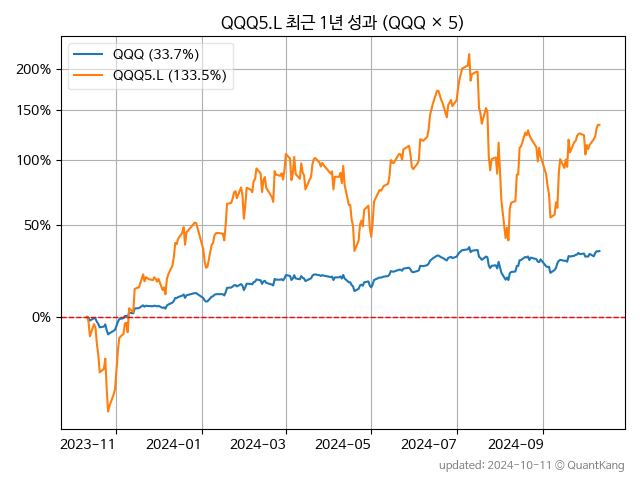 QQQ5.L 최근 1년 성과 (QQQ × 5)
QQQ (33.7%)
QQQ5.L (133.5%)
200%
150%
100%
50%
0%
2023-11
2024-01
2024-03
2024-05
2024-07
2024-09
updated: 2024-10-11 © QuantKang